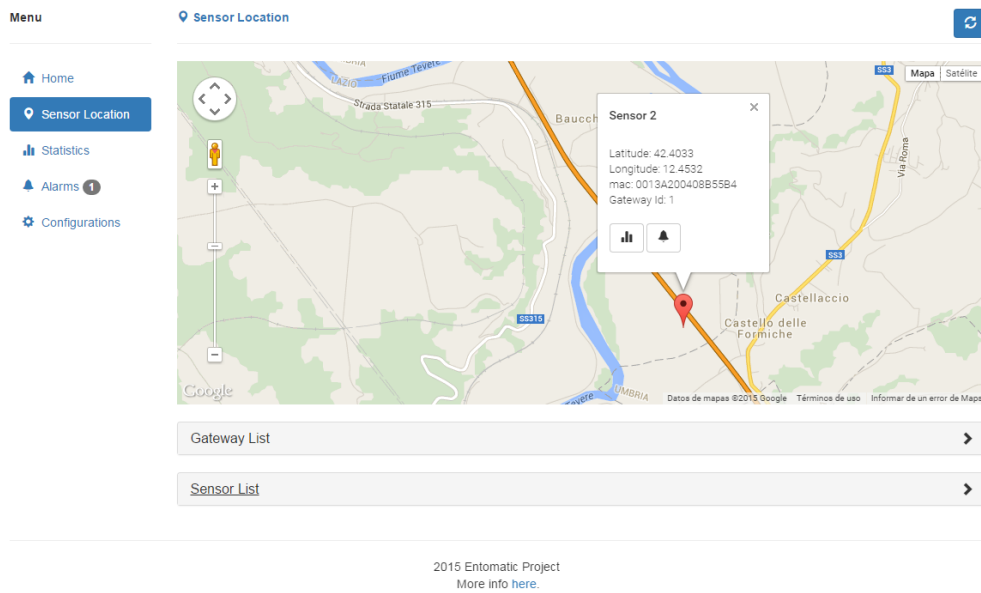 Menu
Sensor Location
Home
Sensor Location
Statistics
Alarms 1
Configurations
LAZIO
Fiume Tevere
Strada Statale 315
Baucch
SS3
Mapa
Satélite
Via Roma
Sensor 2
×
Latitude: 42.4033
Longitude: 12.4532
mac: 0013A200408B55B4
Gateway Id: 1
SS3
Castellaccio
Castello delle
Formiche
SS315
UMBRIA
Tevere
Google
Datos de mapas ©2015 Google
Términos de uso
Informar de un error de Maps
Gateway List
Sensor List
2015 Entomatic Project
More info here.